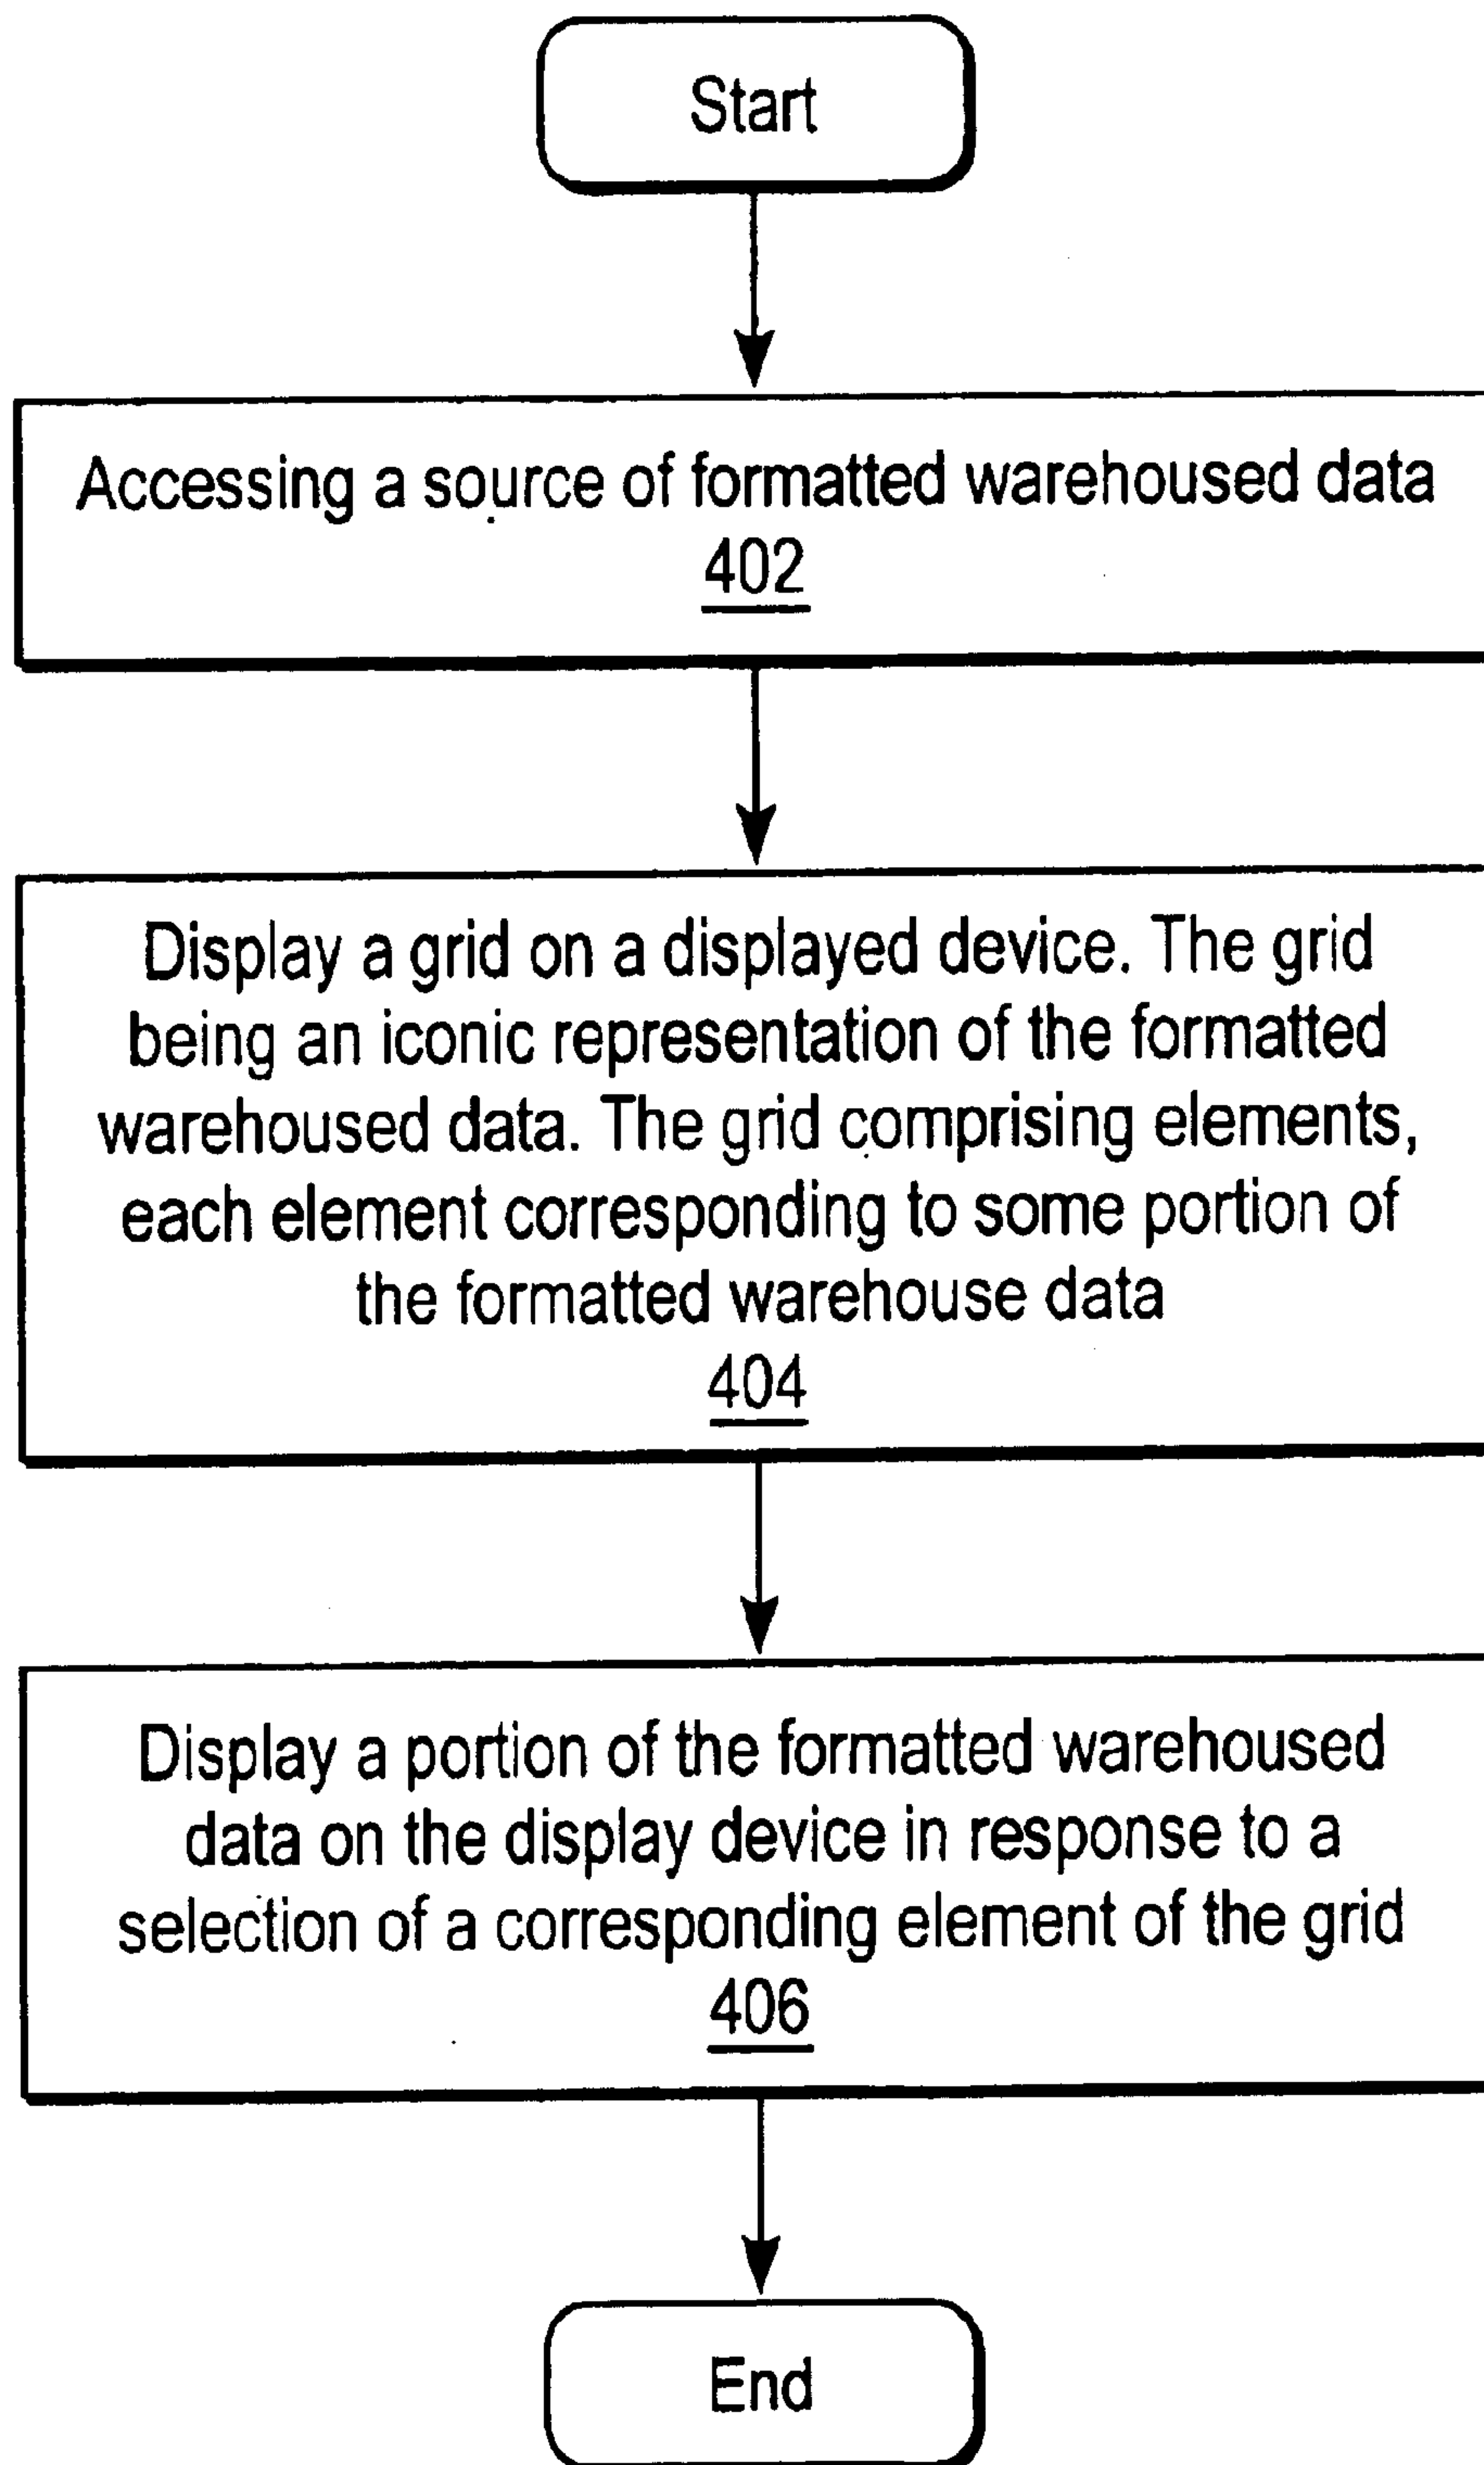 Start
Accessing a source of formatted warehoused data
402
Display a grid on a displayed device. The grid
being an iconic representation of the formatted
warehoused data. The grid comprising elements,
each element corresponding to some portion of
the formatted warehouse data
404
Display a portion of the formatted warehoused
data on the display device in response to a
selection of a corresponding element of the grid
406
End